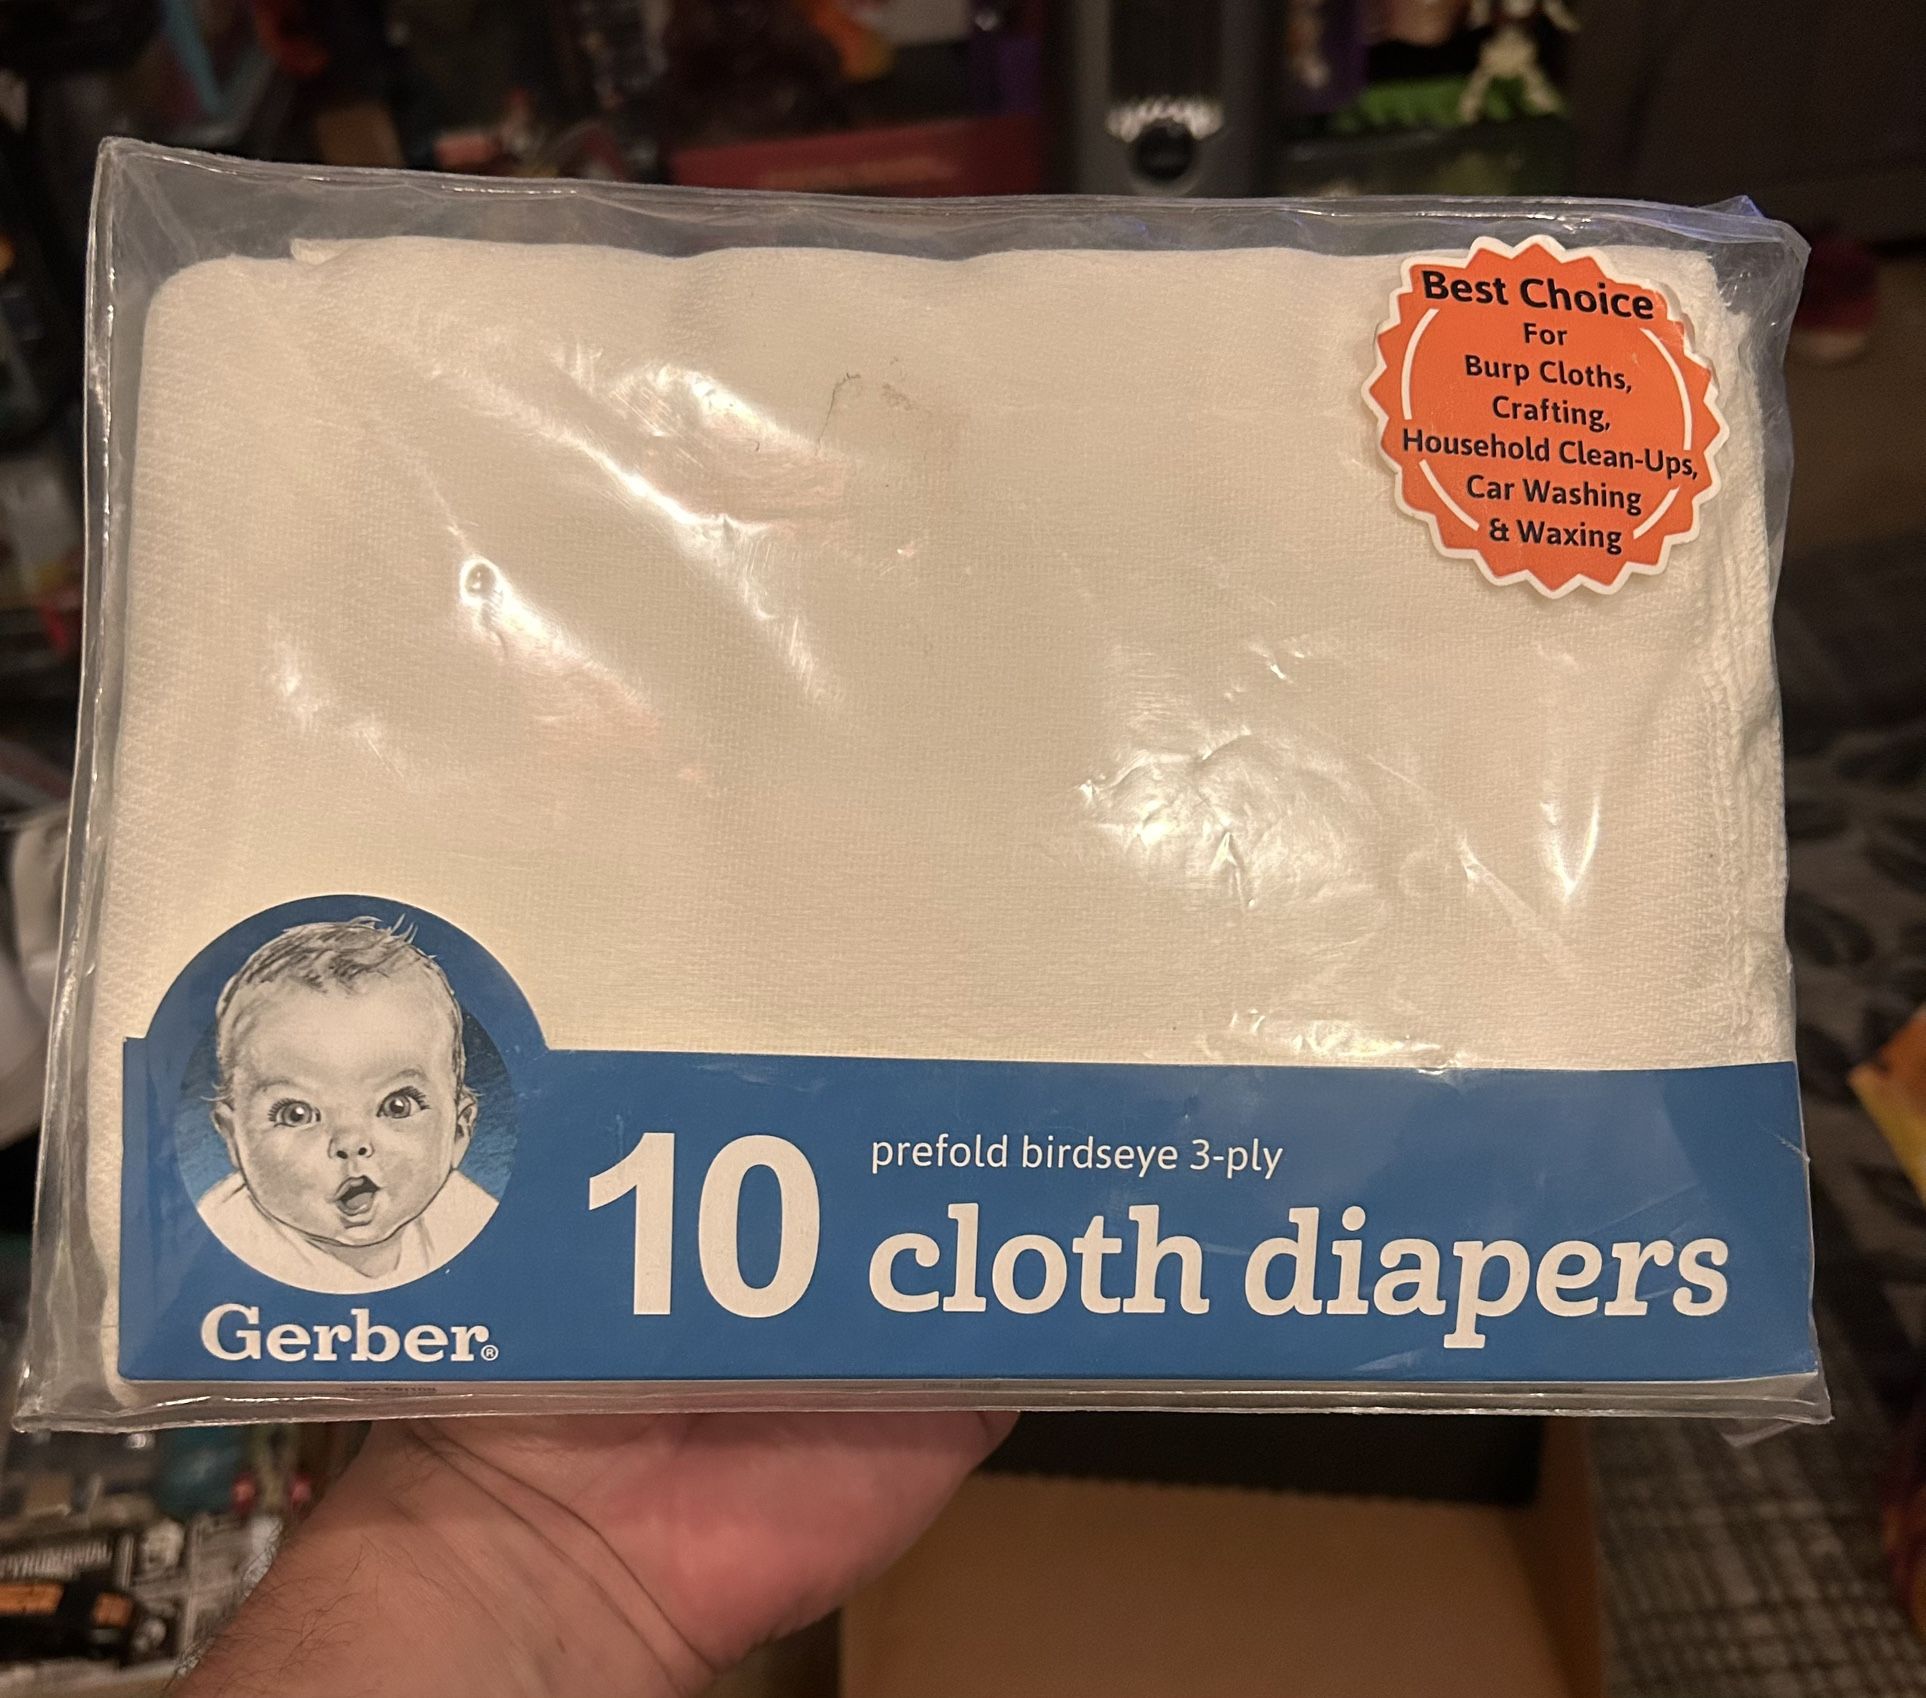 Best Choice
For
Burp Cloths,
Crafting,
Household Clean-Ups,
Car Washing
& Waxing
10
prefold birdseye 3-ply
cloth diapers
Gerber®